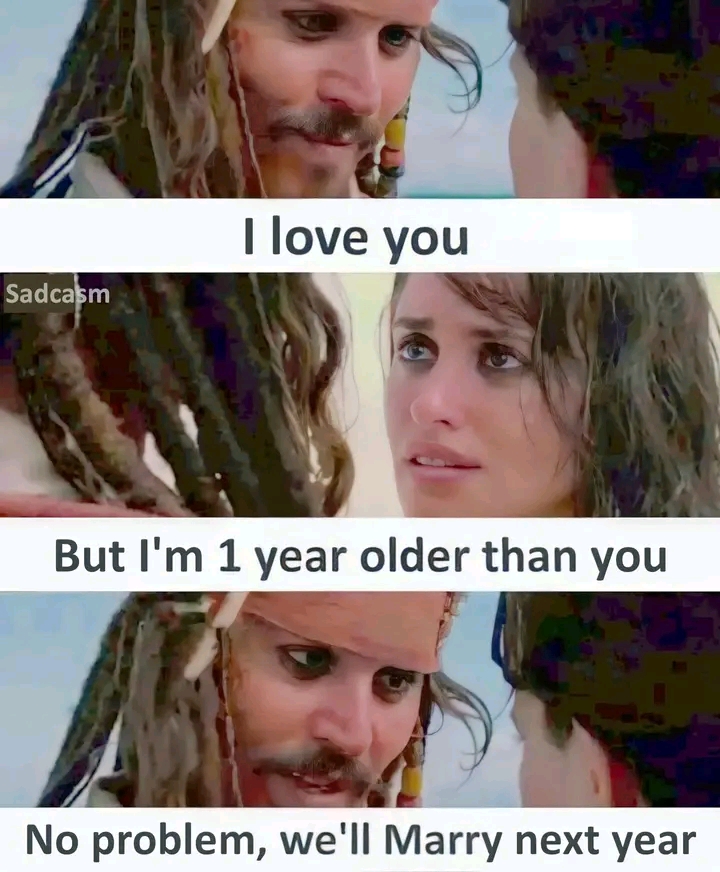 I love you
Sadcasm
But I'm 1 year older than you
No problem, we'll Marry next year